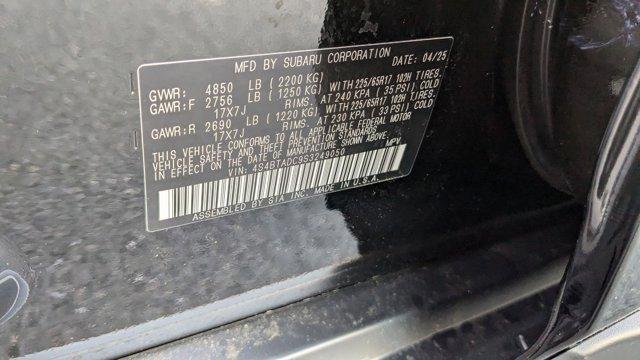 MFD BY SUBARU CORPORATION DATE: 04/25
GVWR: 4850 LB (2200 KG)
GAWR:F 2756 LB (1250 KG) WITH 225/65R17 102H TIRES.
17X7J RIMS. AT 240 KPA (35 PSI) COLD
GAWR:R 2690 LB (1220 KG) WITH 225/65R17 102H TIRES.
17X7J RIMS. AT 230 KPA (33 PSI) COLD
THIS VEHICLE CONFORMS TO ALL APPLICABLE FEDERAL MOTOR
VEHICLE SAFETY AND THEFT PREVENTION STANDARDS
IN EFFECT ON THE DATE OF MANUFACTURE SHOWN ABOVE.
VIN: 4S4BTADC9S3249050 MPV
ASSEMBLED BY SIA INC, MADE IN U.S.A.